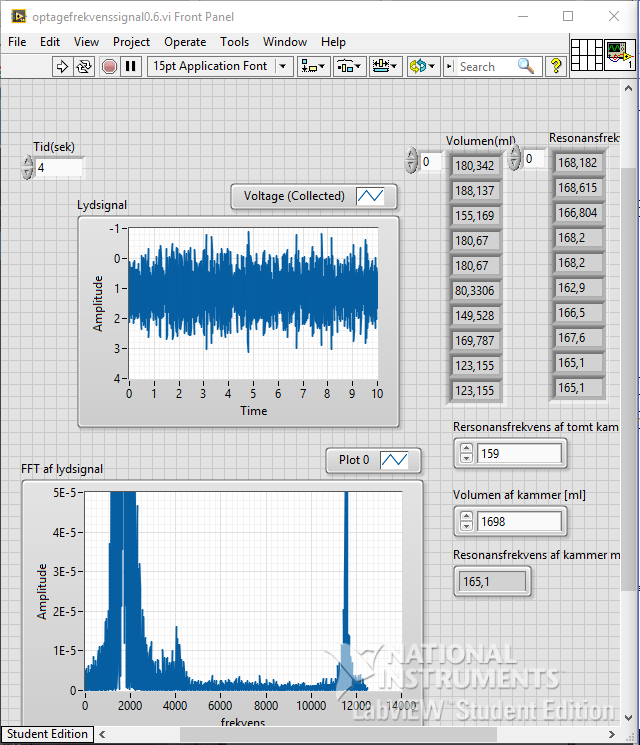 optagefrekvenssignal0.6.vi Front Panel
File Edit View Project Operate Tools Window Help
15pt Application Font
Search
1
Tid(sek)
4
Volumen(ml)
0
180,342
188,137
155,169
180,67
180,67
80,3306
149,528
169,787
123,155
123,155
Resonansfrek
0
168,182
168,615
166,804
168,2
168,2
162,9
166,5
167,6
165,1
165,1
Lydsignal
Voltage (Collected)
Amplitude
-1
0
1
2
3
4
0 1 2 3 4 5 6 7 8 9 10
Time
Rersonansfrekvens af tomt kam
159
Volumen af kammer [ml]
1698
Resonansfrekvens af kammer m
165,1
FFT af lydsignal
Plot 0
Amplitude
5E-5
4E-5
3E-5
2E-5
1E-5
0
0 2000 4000 6000 8000 10000 12000 14000
frekvens
NATIONAL
INSTRUMENTS
LabVIEW Student Edition
Student Edition